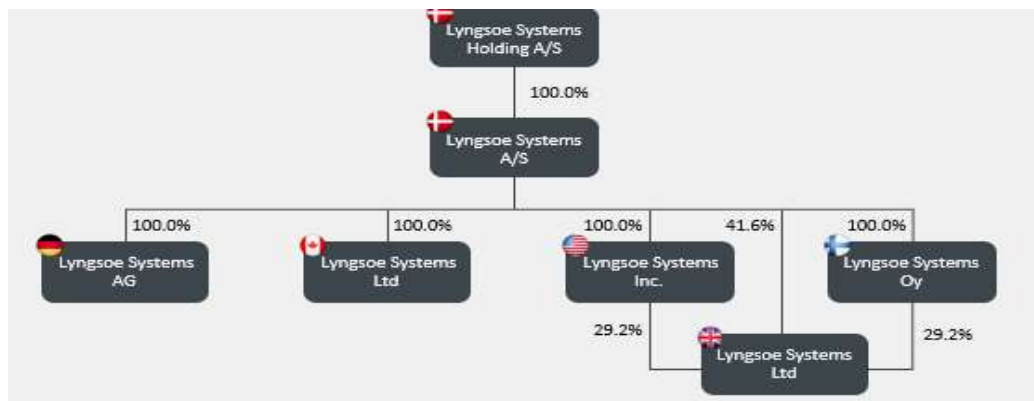 Lyngsoe Systems
Holding A/S
100.0%
Lyngsoe Systems
A/S
100.0%
100.0%
100.0%
41.6%
100.0%
Lyngsoe Systems
AG
Lyngsoe Systems
Ltd
Lyngsoe Systems
Inc.
Lyngsoe Systems
Oy
29.2%
29.2%
Lyngsoe Systems
Ltd